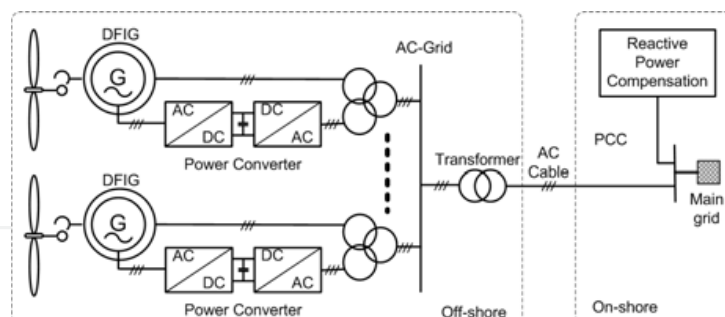 DFIG
G
AC
DC
DC
AC
Power Converter
DFIG
G
AC
DC
DC
AC
Power Converter
AC-Grid
Transformer
AC
Cable
Off-shore
Reactive
Power
Compensation
PCC
Main
grid
On-shore